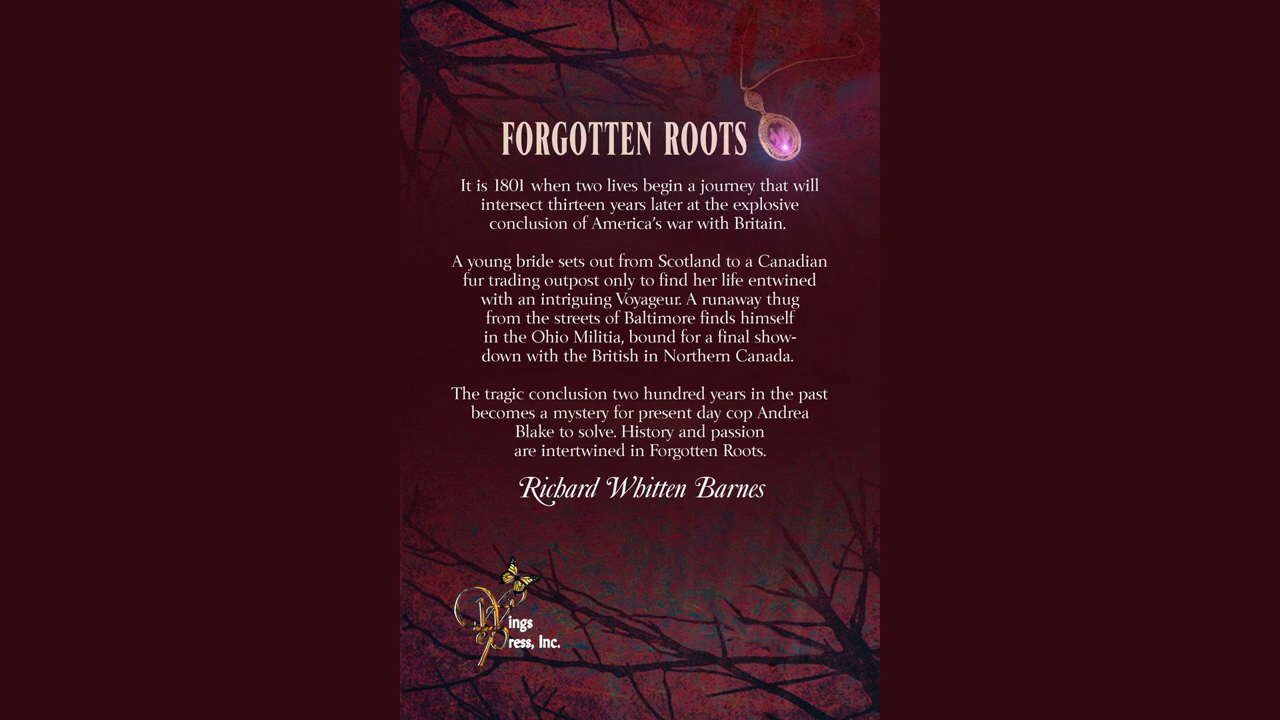 FORGOTTEN ROOTS
It is 1801 when two lives begin a journey that will
intersect thirteen years later at the explosive
conclusion of America's war with Britain.
A young bride sets out from Scotland to a Canadian
fur trading outpost only to find her life entwined
with an intriguing Voyageur. A runaway thug
from the streets of Baltimore finds himself
in the Ohio Militia, bound for a final show-
down with the British in Northern Canada.
The tragic conclusion two hundred years in the past
becomes a mystery for present day cop Andrea
Blake to solve. History and passion
are intertwined in Forgotten Roots.
Richard Whitten Barnes
Wings
Press, Inc.